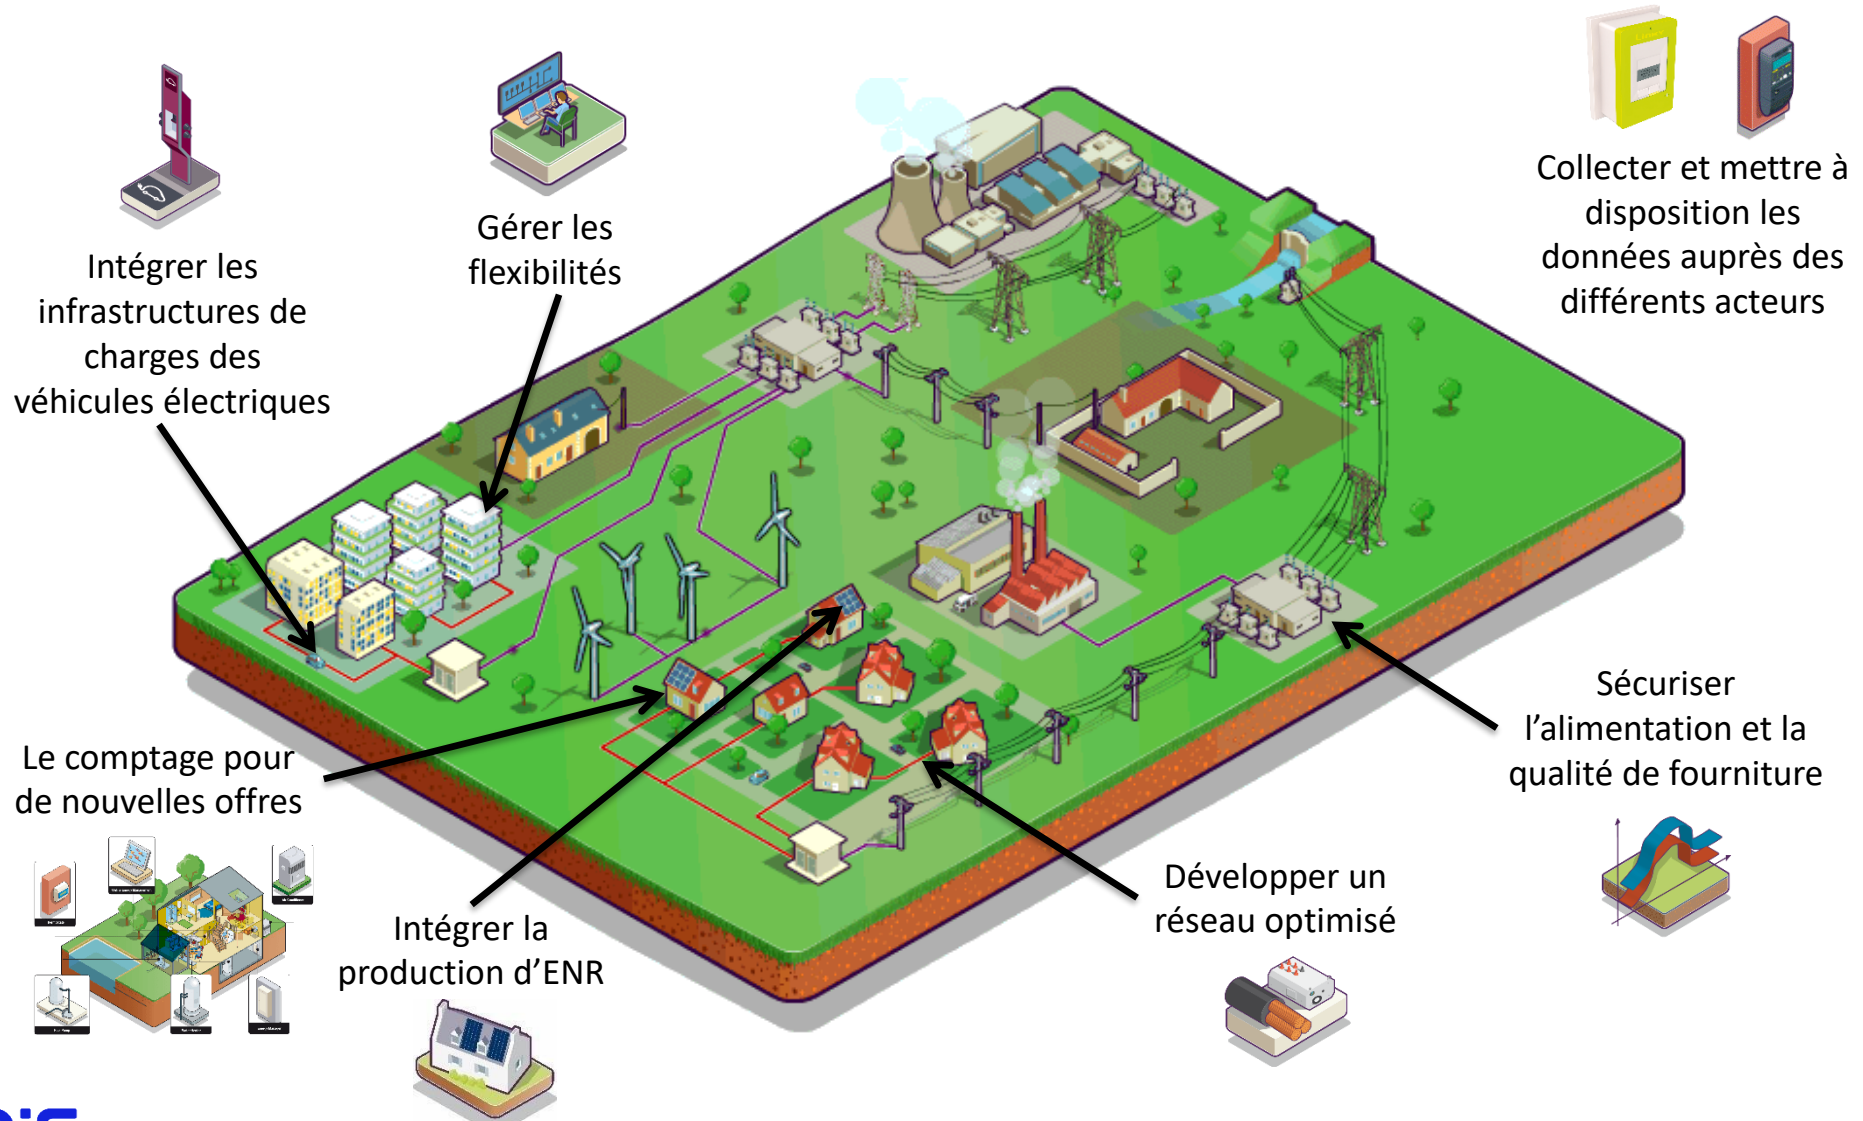 Intégrer les
infrastructures de
charges des
véhicules électriques
Gérer les
flexibilités
Collecter et mettre à
disposition les
données auprès des
différents acteurs
Le comptage pour
de nouvelles offres
Intégrer la
production d’ENR
Développer un
réseau optimisé
Sécuriser
l’alimentation et la
qualité de fourniture